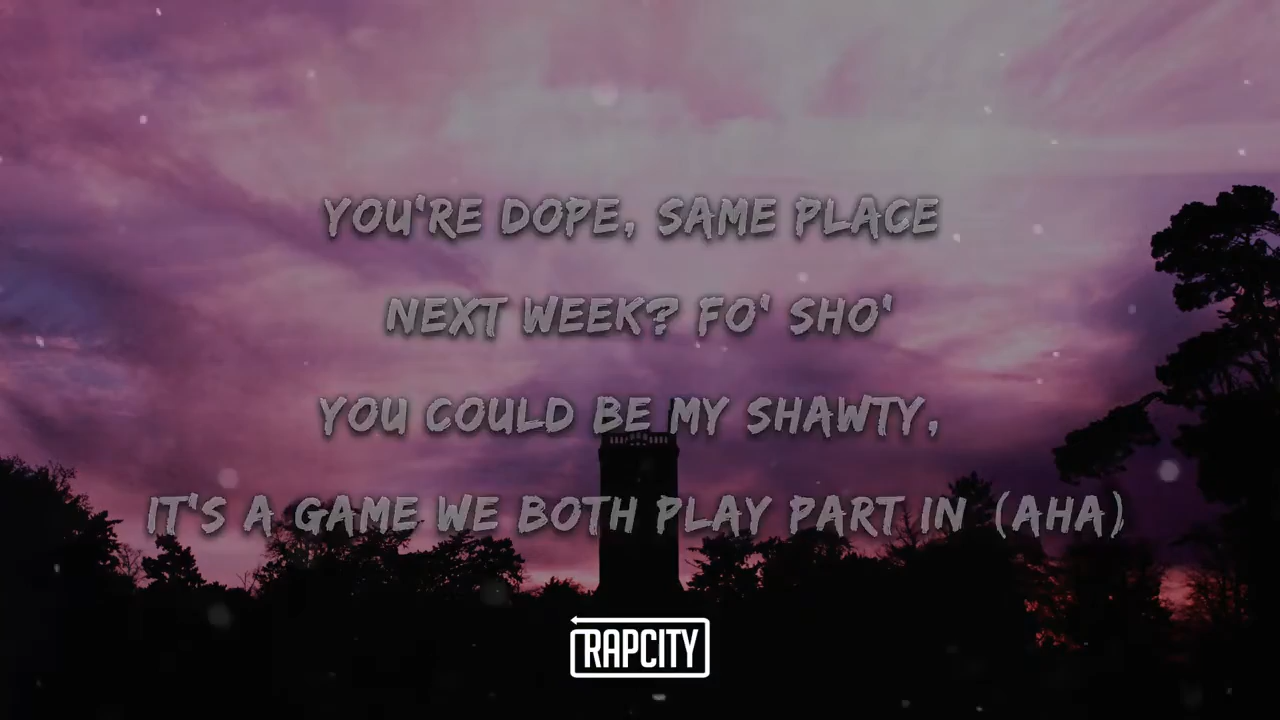 YOU'RE DOPE, SAME PLACE
NEXT WEEK? FO' SHO'
YOU COULD BE MY SHAWTY,
IT'S A GAME WE BOTH PLAY PART IN (AHA)
RAPCITY